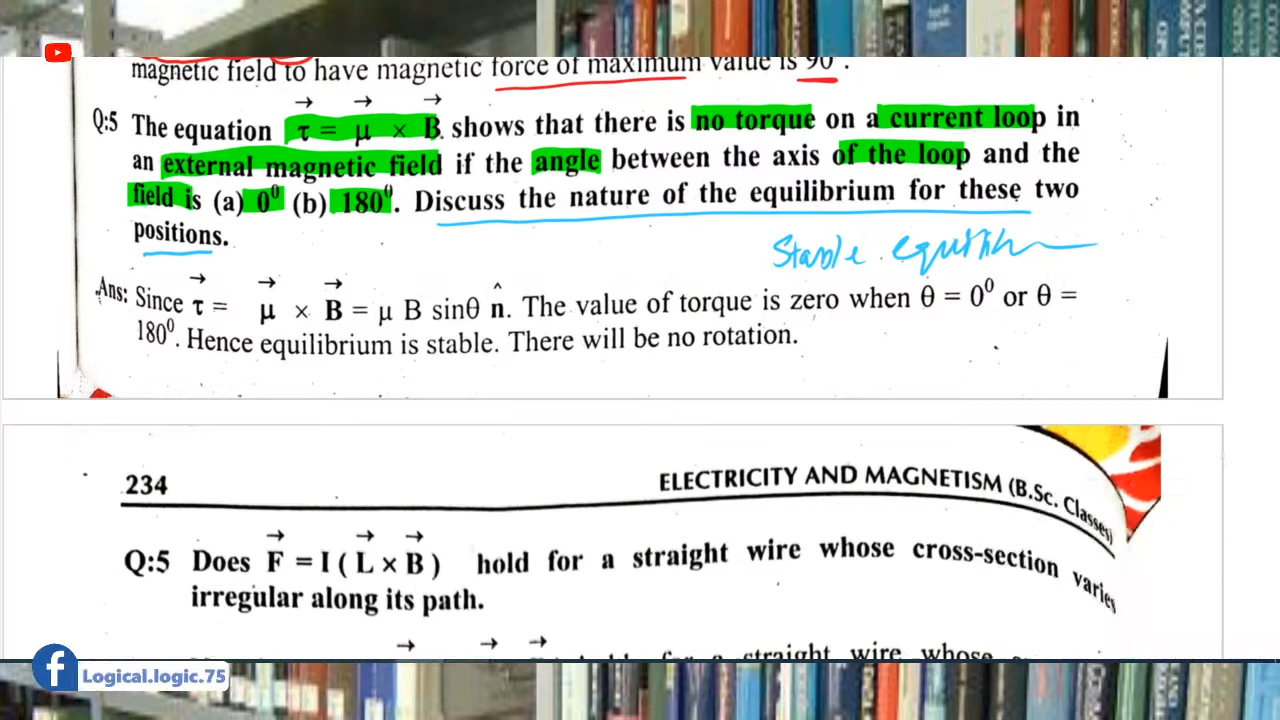 magnetic field to have magnetic force of maximum value is 90°.
Q:5 The equation τ⃗ = μ⃗ × B⃗. shows that there is no torque on a current loop in
an external magnetic field if the angle between the axis of the loop and the
field is (a) 0⁰ (b) 180⁰. Discuss the nature of the equilibrium for these two
positions.
Stable
Ans: Since τ⃗ = μ⃗ × B⃗ = μ B sinθ n̂. The value of torque is zero when θ = 0⁰ or θ =
180⁰. Hence equilibrium is stable. There will be no rotation.
234
ELECTRICITY AND MAGNETISM (B.Sc. Classes)
Q:5 Does F⃗ = I ( L⃗ × B⃗ ) hold for a straight wire whose cross-section varies
irregular along its path.
straight wire whose
Logical.logic.75